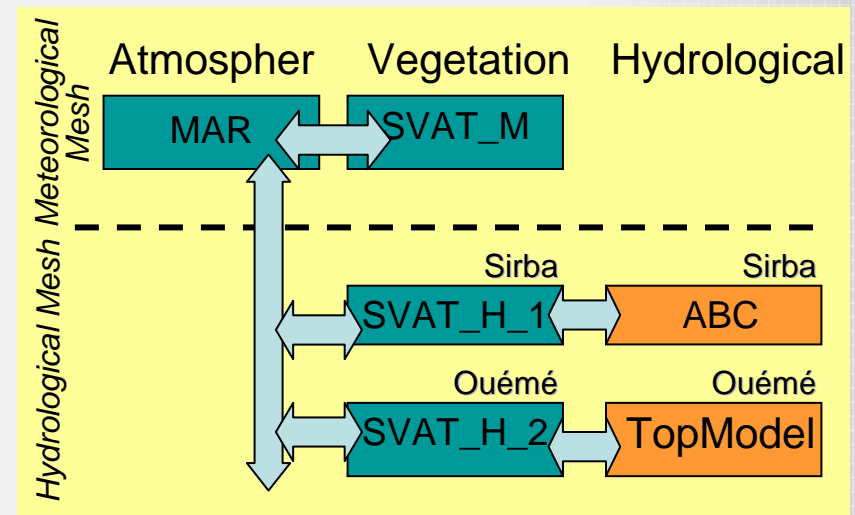 Meteorological
Mesh
Atmospher Vegetation Hydrological
MAR SVAT_M
Hydrological Mesh
Sirba Sirba
SVAT_H_1 ABC
Ouémé Ouémé
SVAT_H_2 TopModel